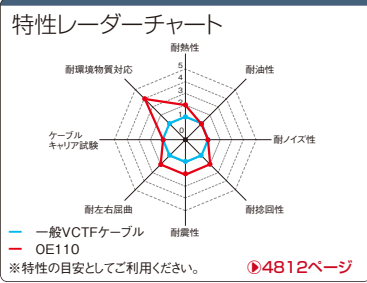 特性レーダーチャート
耐熱性
耐環境物質対応
耐油性
5
4
3
2
1
0
ケーブル
キャリア試験
耐ノイズ性
耐左右屈曲
耐捻回性
耐震性
一般VCTFケーブル
OE110
※特性の目安としてご利用ください。
4812ページ